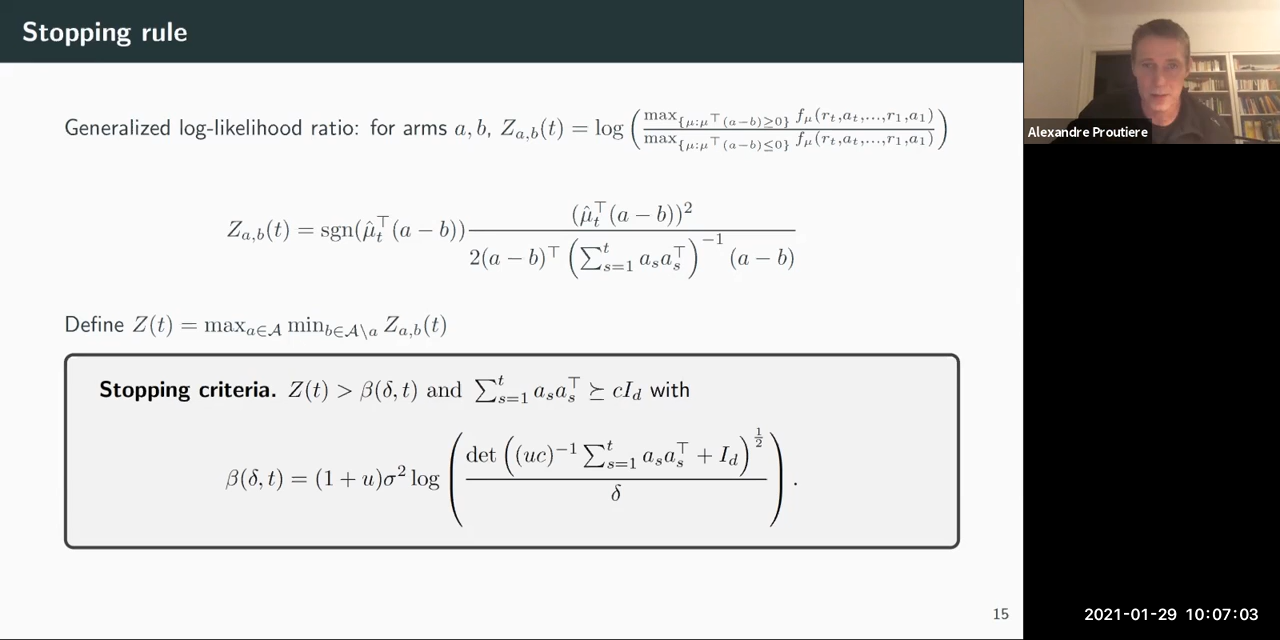 Stopping rule
Generalized log-likelihood ratio: for arms a, b, Z_{a,b}(t) = log ( max_{μ:μ^⊤(a−b)≥0} f_μ(r_t,a_t,...,r_1,a_1) / max_{μ:μ^⊤(a−b)≤0} f_μ(r_t,a_t,...,r_1,a_1) )
Z_{a,b}(t) = sgn(μ̂_t^⊤(a − b)) (μ̂_t^⊤(a − b))^2 / 2(a − b)^⊤ (∑_{s=1}^t a_s a_s^⊤)^{−1} (a − b)
Define Z(t) = max_{a∈𝒜} min_{b∈𝒜\a} Z_{a,b}(t)
Stopping criteria. Z(t) > β(δ, t) and ∑_{s=1}^t a_s a_s^⊤ ⪰ cI_d with
β(δ, t) = (1 + u)σ^2 log ( det ((uc)^{−1} ∑_{s=1}^t a_s a_s^⊤ + I_d)^{1/2} / δ ) .
15
Alexandre Proutiere
2021-01-29 10:07:03